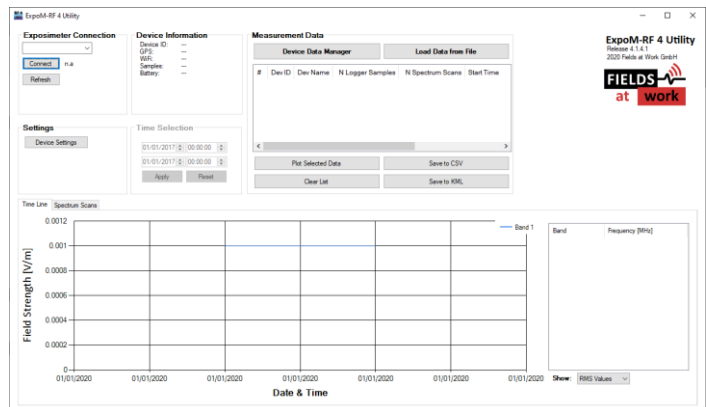 ExpoM-RF 4 Utility
Exposimeter Connection
Connect
n.a
Refresh
Device Information
Device ID: ---
GPS: ---
WiFi: ---
Samples: ---
Battery: ---
Measurement Data
Device Data Manager
Load Data from File
# Dev ID Dev Name N Logger Samples N Spectrum Scans Start Time
Plot Selected Data
Save to CSV
Clear List
Save to KML
ExpoM-RF 4 Utility
Release 4.1.4.1
2020 Fields at Work GmbH
FIELDS
at work
Settings
Device Settings
Time Selection
01/01/2017 00:00:00
01/01/2017 00:00:00
Apply
Reset
Time Line
Spectrum Scans
Field Strength [V/m]
0.0012
0.001
0.0008
0.0006
0.0004
0.0002
0
01/01/2020 01/01/2020 01/01/2020 01/01/2020 01/01/2020 01/01/2020 01/01/2020
Date & Time
Band 1
Band Frequency [MHz]
Show: RMS Values